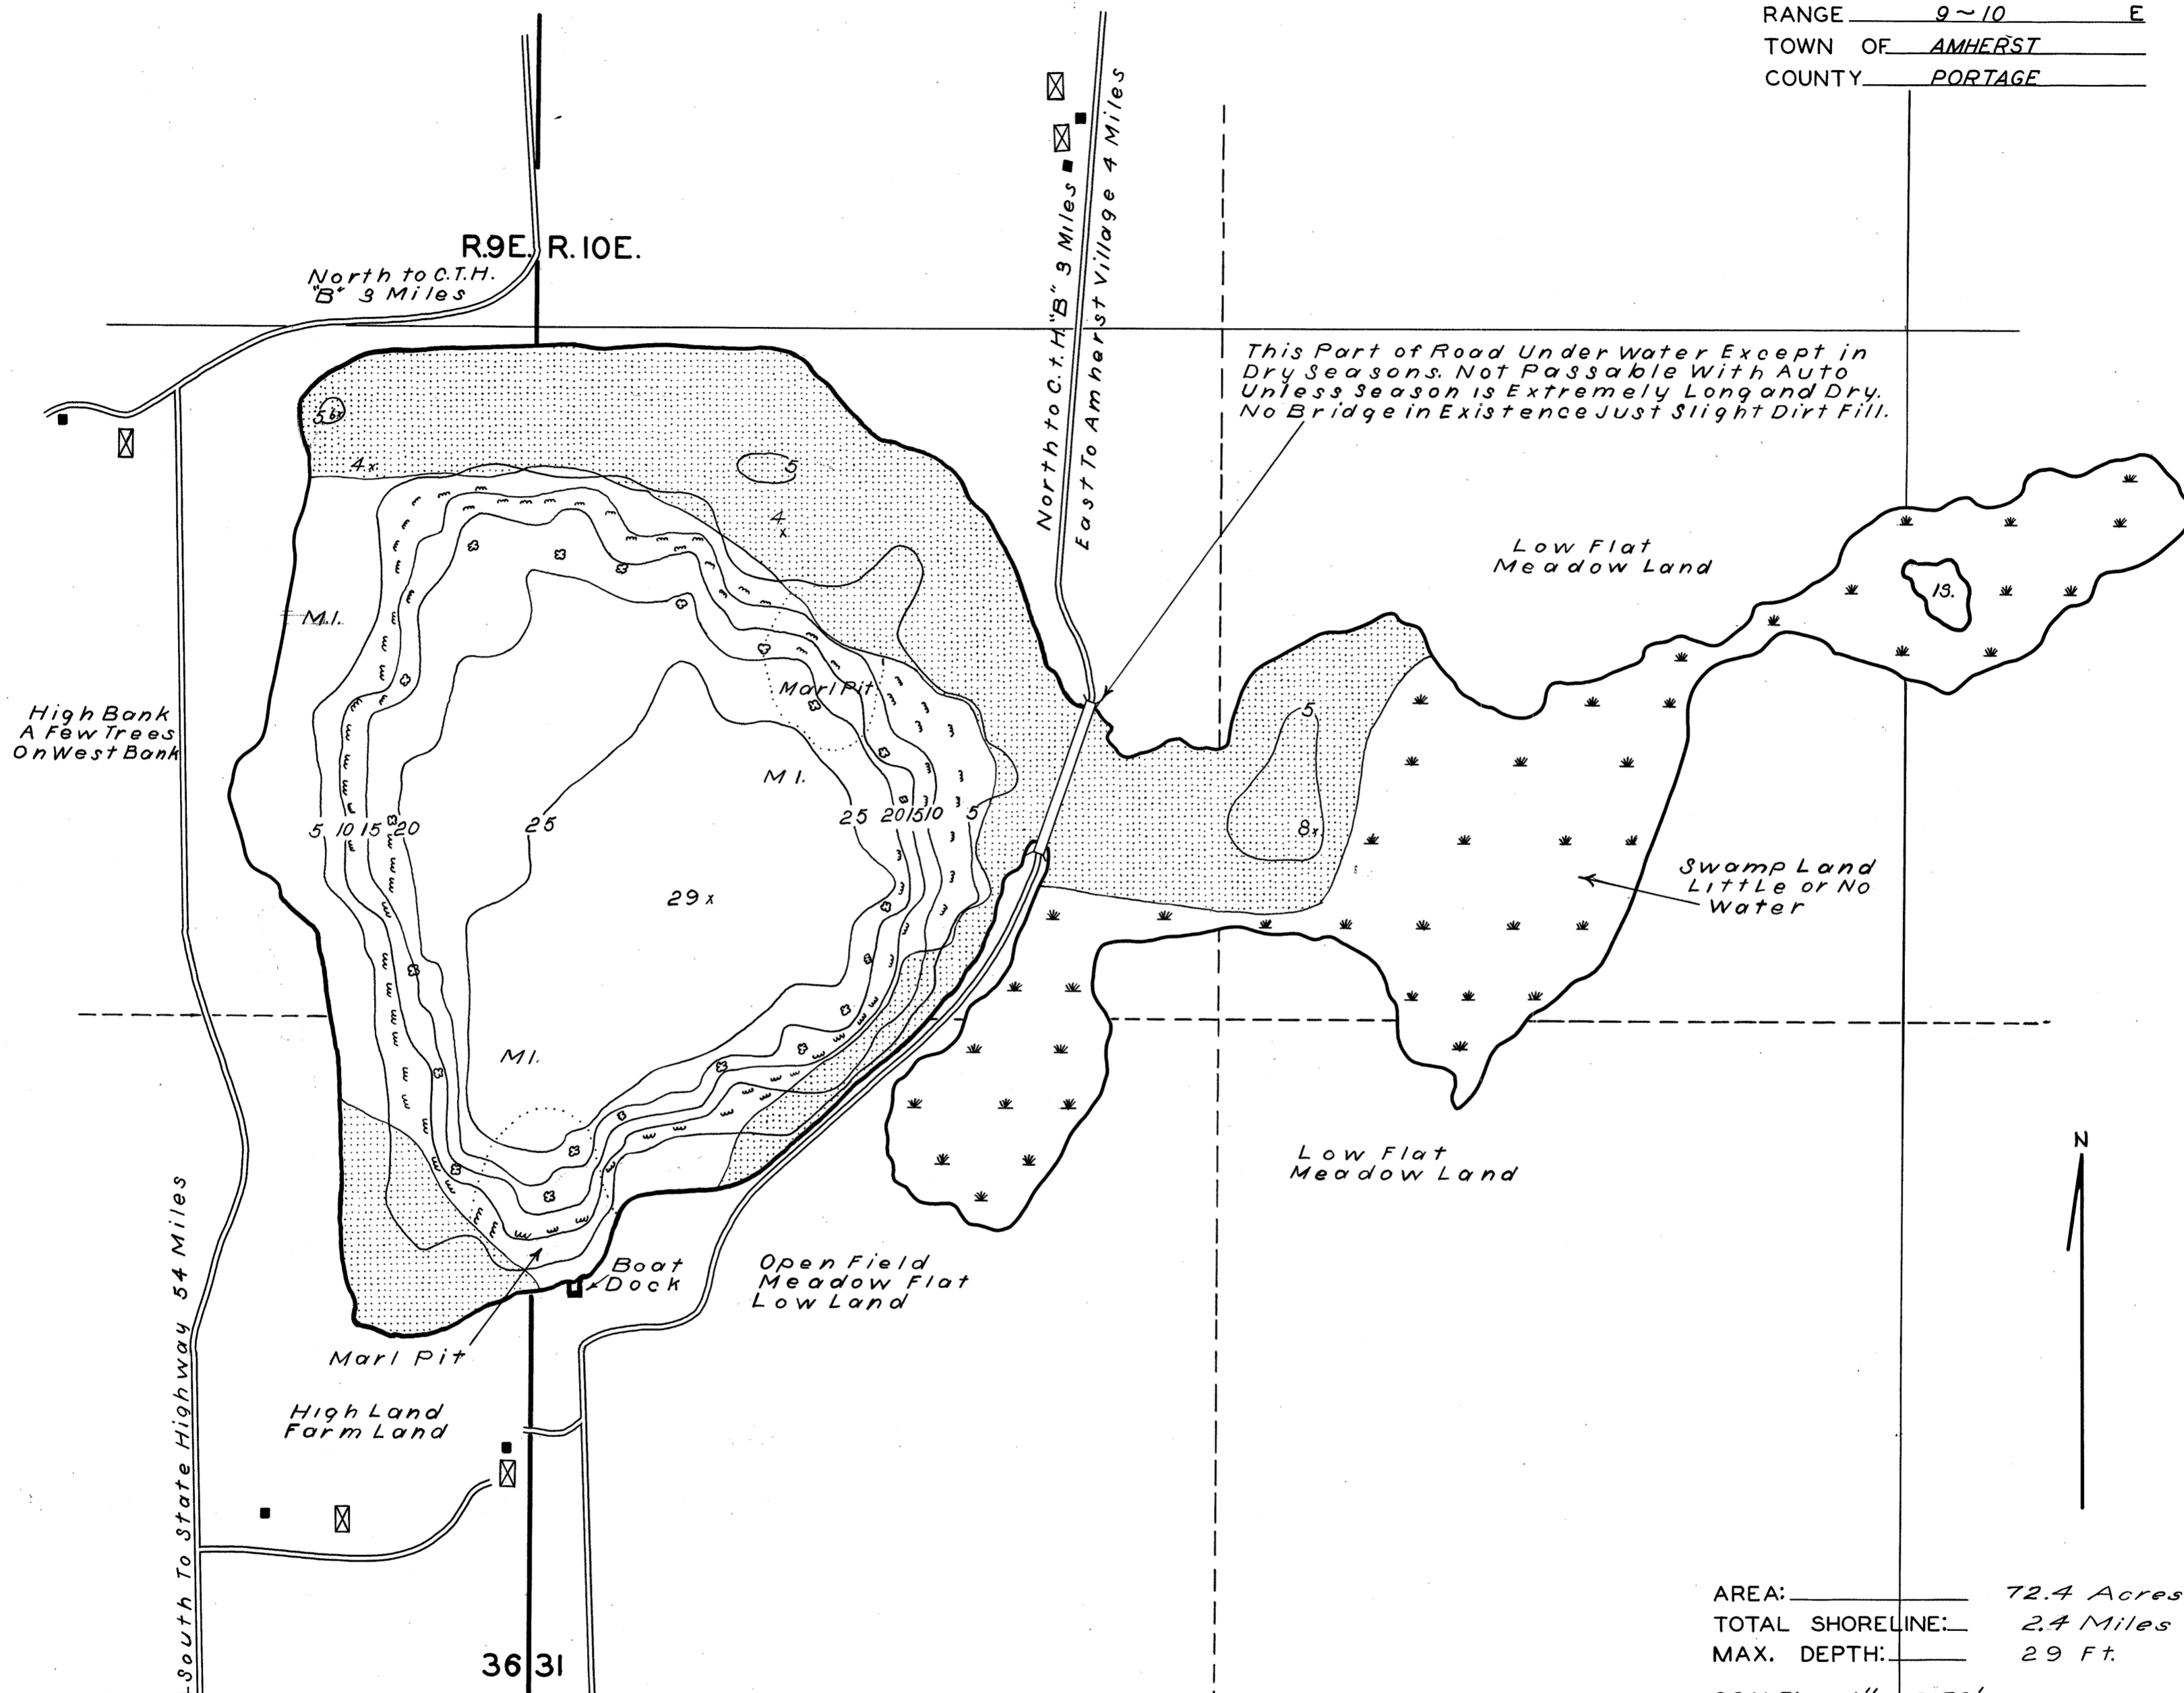 RANGE 9~10 E
TOWN OF AMHERST
COUNTY PORTAGE
R.9E. R.10E.
North to C.T.H.
"B" 3 Miles
North to C.t.H."B" 3 Miles
East To Amherst Village 4 Miles
This Part of Road Under Water Except in
Dry Seasons. Not Passable With Auto
Unless Season is Extremely Long and Dry.
No Bridge in Existence Just Slight Dirt Fill.
5 6x
4x
5
4
x
Low Flat
Meadow Land
1S.
M.I.
Marl Pit
High Bank
A Few Trees
On West Bank
5
M I.
5 10 15 20 25 25 20 15 10 5
8x
29 x
Swamp Land
Little or No
Water
M I.
N
Low Flat
Meadow Land
Boat
Dock
Open Field
Meadow Flat
Low Land
Marl Pit
High Land
Farm Land
South To State Highway 54 Miles
36 31
AREA: 72.4 Acres
TOTAL SHORELINE: 2.4 Miles
MAX. DEPTH: 29 Ft.